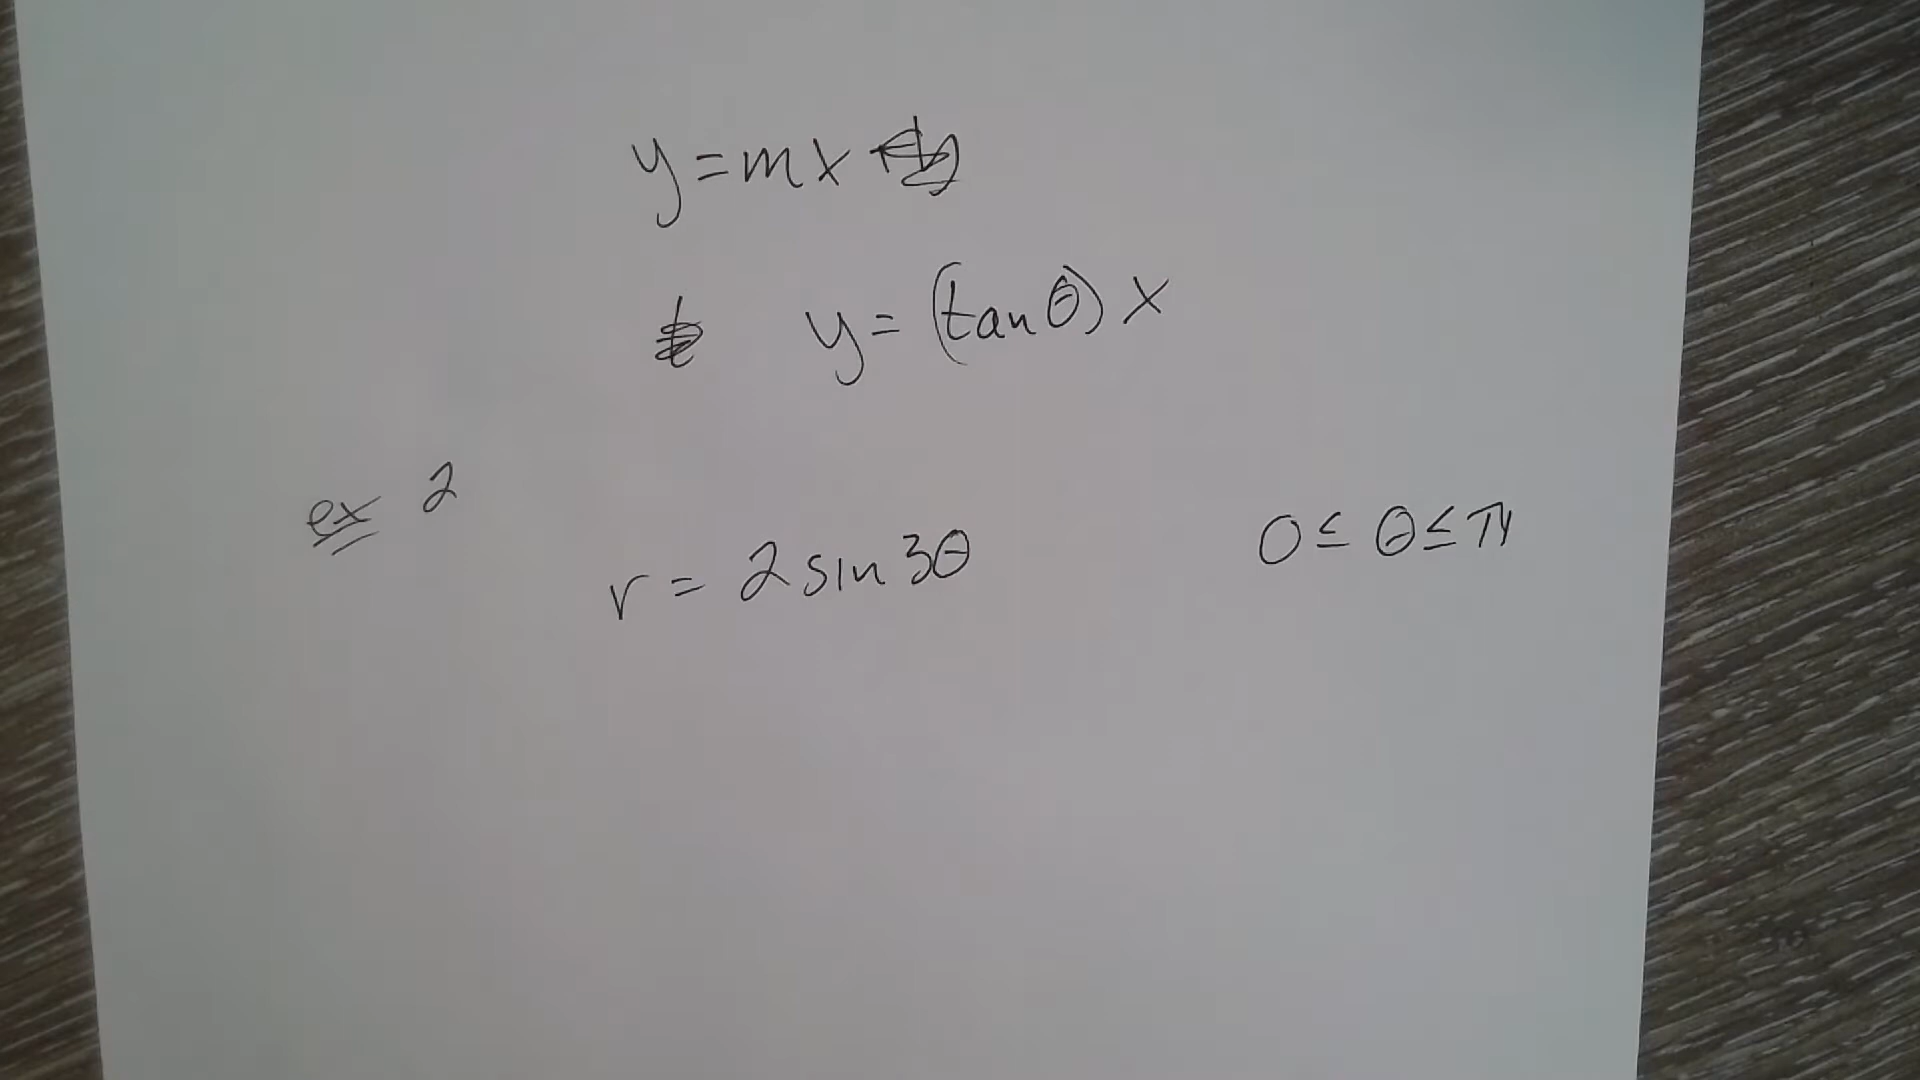 y = mx
y = (tan θ) x
ex 2
r = 2 sin 3θ 0 ≤ θ ≤ π